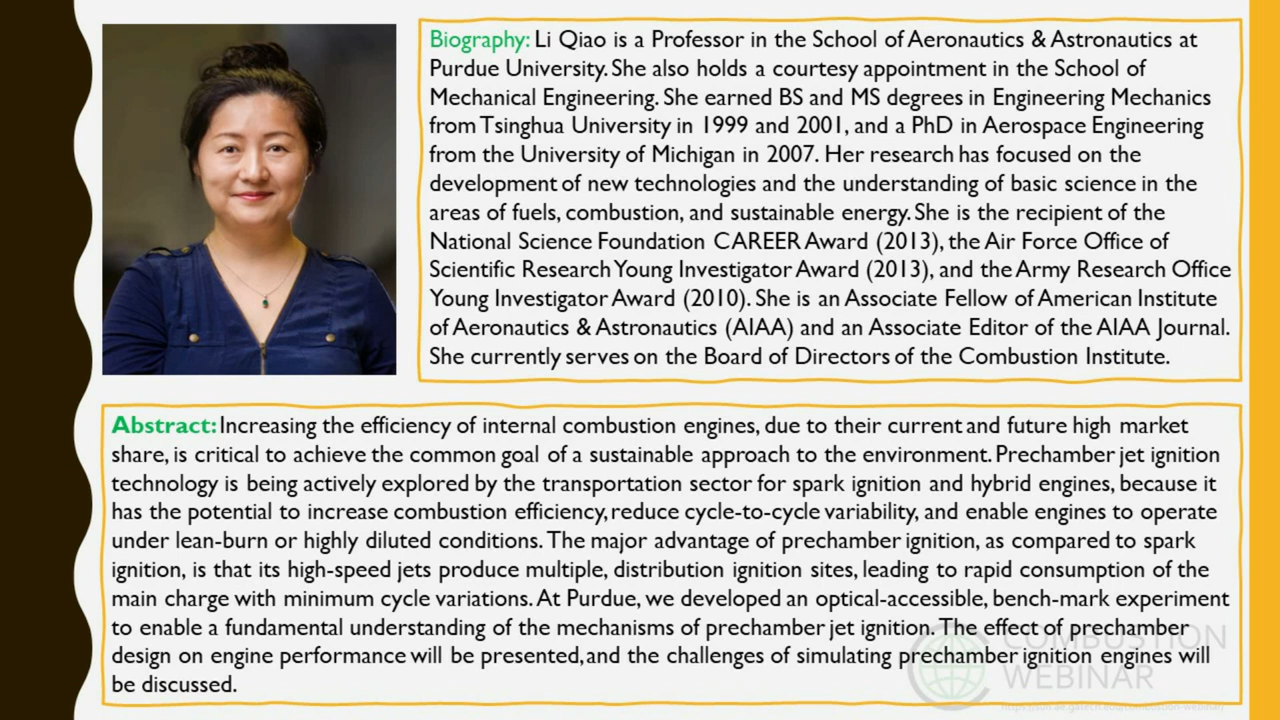 Biography: Li Qiao is a Professor in the School of Aeronautics & Astronautics at
Purdue University. She also holds a courtesy appointment in the School of
Mechanical Engineering. She earned BS and MS degrees in Engineering Mechanics
from Tsinghua University in 1999 and 2001, and a PhD in Aerospace Engineering
from the University of Michigan in 2007. Her research has focused on the
development of new technologies and the understanding of basic science in the
areas of fuels, combustion, and sustainable energy. She is the recipient of the
National Science Foundation CAREER Award (2013), the Air Force Office of
Scientific Research Young Investigator Award (2013), and the Army Research Office
Young Investigator Award (2010). She is an Associate Fellow of American Institute
of Aeronautics & Astronautics (AIAA) and an Associate Editor of the AIAA Journal.
She currently serves on the Board of Directors of the Combustion Institute.
Abstract: Increasing the efficiency of internal combustion engines, due to their current and future high market
share, is critical to achieve the common goal of a sustainable approach to the environment. Prechamber jet ignition
technology is being actively explored by the transportation sector for spark ignition and hybrid engines, because it
has the potential to increase combustion efficiency, reduce cycle-to-cycle variability, and enable engines to operate
under lean-burn or highly diluted conditions. The major advantage of prechamber ignition, as compared to spark
ignition, is that its high-speed jets produce multiple, distribution ignition sites, leading to rapid consumption of the
main charge with minimum cycle variations. At Purdue, we developed an optical-accessible, bench-mark experiment
to enable a fundamental understanding of the mechanisms of prechamber jet ignition. The effect of prechamber
design on engine performance will be presented, and the challenges of simulating prechamber ignition engines will
be discussed.
COMBUSTION
WEBINAR